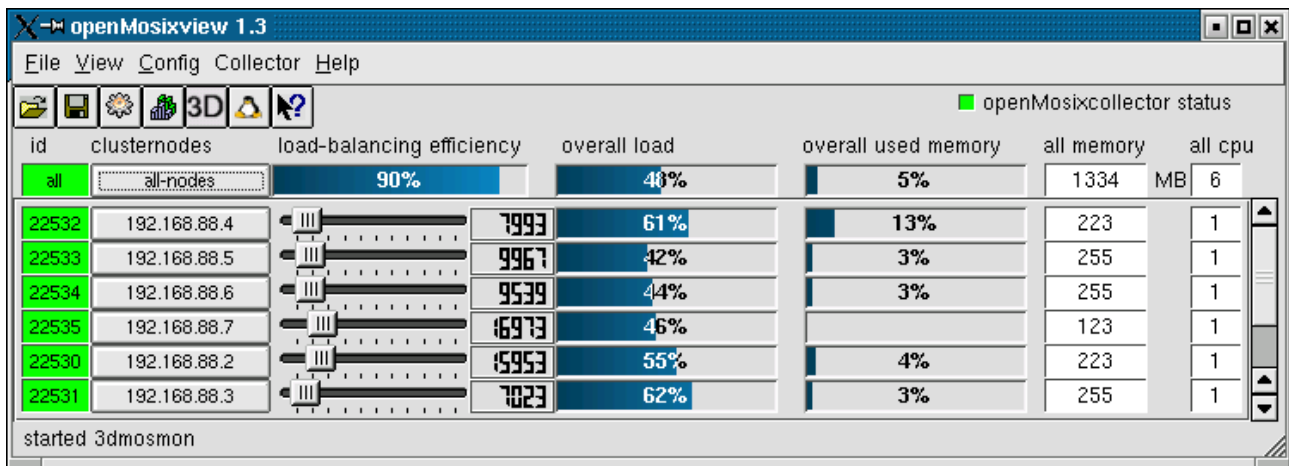 openMosixview 1.3
File View Config Collector Help
3D ? openMosixcollector status
id clusternodes load-balancing efficiency overall load overall used memory all memory all cpu
all all-nodes 90% 48% 5% 1334 MB 6
22532 192.168.88.4 7993 61% 13% 223 1
22533 192.168.88.5 9967 42% 3% 255 1
22534 192.168.88.6 9539 44% 3% 255 1
22535 192.168.88.7 16973 46% 123 1
22530 192.168.88.2 15953 55% 4% 223 1
22531 192.168.88.3 7023 62% 3% 255 1
started 3dmosmon